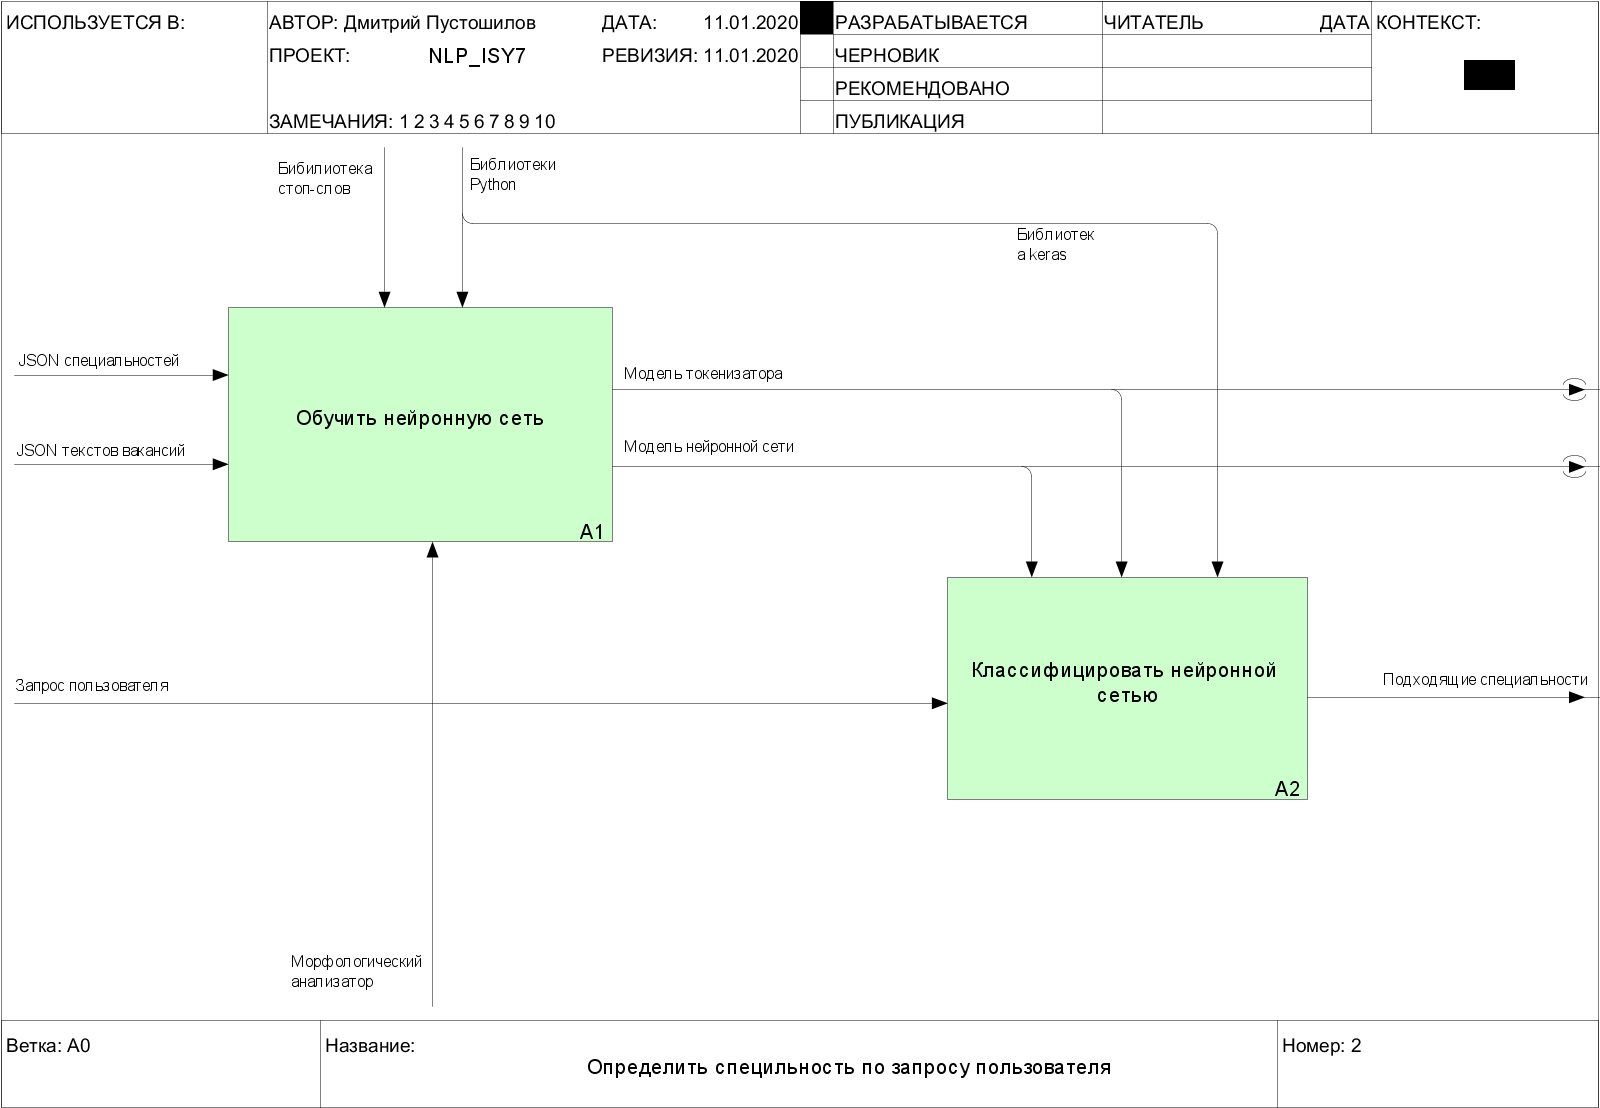 ИСПОЛЬЗУЕТСЯ В:
АВТОР: Дмитрий Пустошилов
ДАТА: 11.01.2020
ПРОЕКТ: NLP_ISY7
РЕВИЗИЯ: 11.01.2020
ЗАМЕЧАНИЯ: 1 2 3 4 5 6 7 8 9 10
РАЗРАБАТЫВАЕТСЯ
ЧЕРНОВИК
РЕКОМЕНДОВАНО
ПУБЛИКАЦИЯ
ЧИТАТЕЛЬ ДАТА
КОНТЕКСТ:
Бибилиотека
стоп-слов
Библиотеки
Python
Библиотек
а keras
JSON специальностей
JSON текстов вакансий
Обучить нейронную сеть
A1
Модель токенизатора
Модель нейронной сети
Запрос пользователя
Классифицировать нейронной
сетью
A2
Подходящие специальности
Морфологический
анализатор
Ветка: A0
Название:
Определить специльность по запросу пользователя
Номер: 2